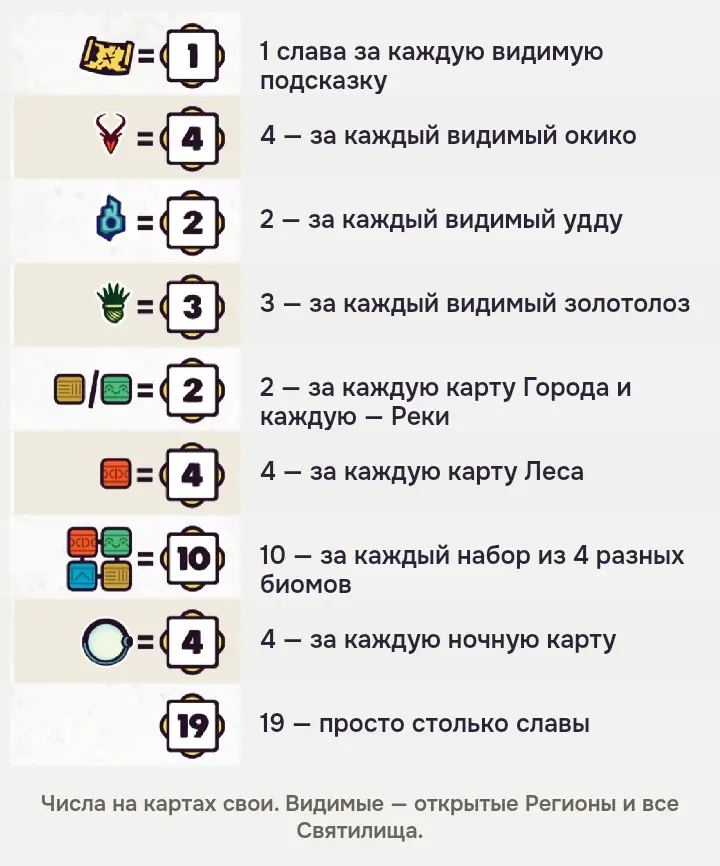 = 1
1 слава за каждую видимую
подсказку
= 4
4 — за каждый видимый окико
= 2
2 — за каждый видимый удду
= 3
3 — за каждый видимый золотолоз
/ = 2
2 — за каждую карту Города и
каждую — Реки
= 4
4 — за каждую карту Леса
= 10
10 — за каждый набор из 4 разных
биомов
= 4
4 — за каждую ночную карту
19
19 — просто столько славы
Числа на картах свои. Видимые — открытые Регионы и все
Святилища.